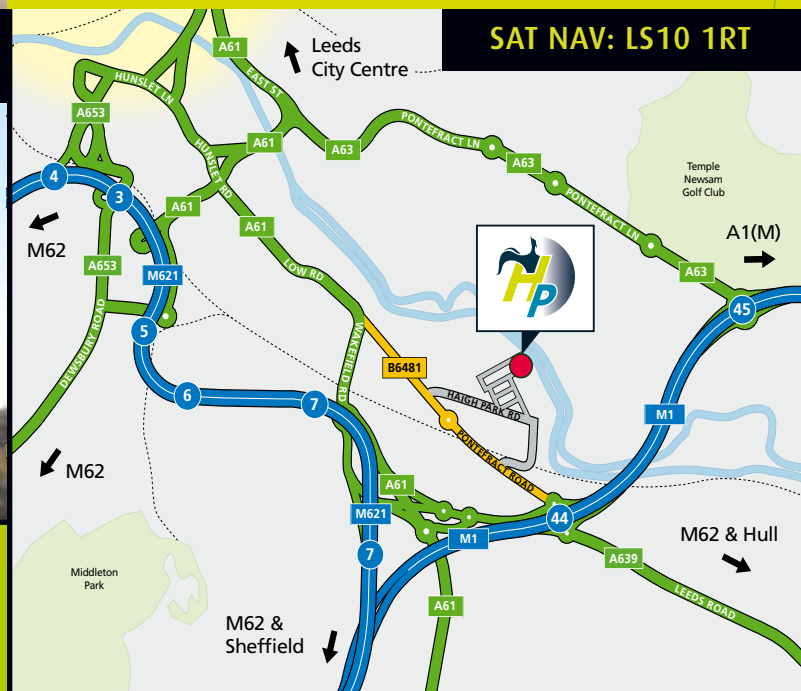 SAT NAV: LS10 1RT
A61
Leeds
City Centre
EAST ST
HUNSLET LN
A653
A61
A63
PONTEFRACT LN
A63
PONTEFRACT LN
Temple
Newsam
Golf Club
HUNSLET RD
4
3
A61
M62
A61
A1(M)
A63
HP
A653
M621
LOW RD
45
5
DEWSBURY ROAD
WAKEFIELD RD
B6481
6
7
HAIGH PARK RD
M1
PONTEFRACT ROAD
M62
A61
M621
44
M1
7
M62 & Hull
A639
LEEDS ROAD
Middleton
Park
A61
M62 &
Sheffield